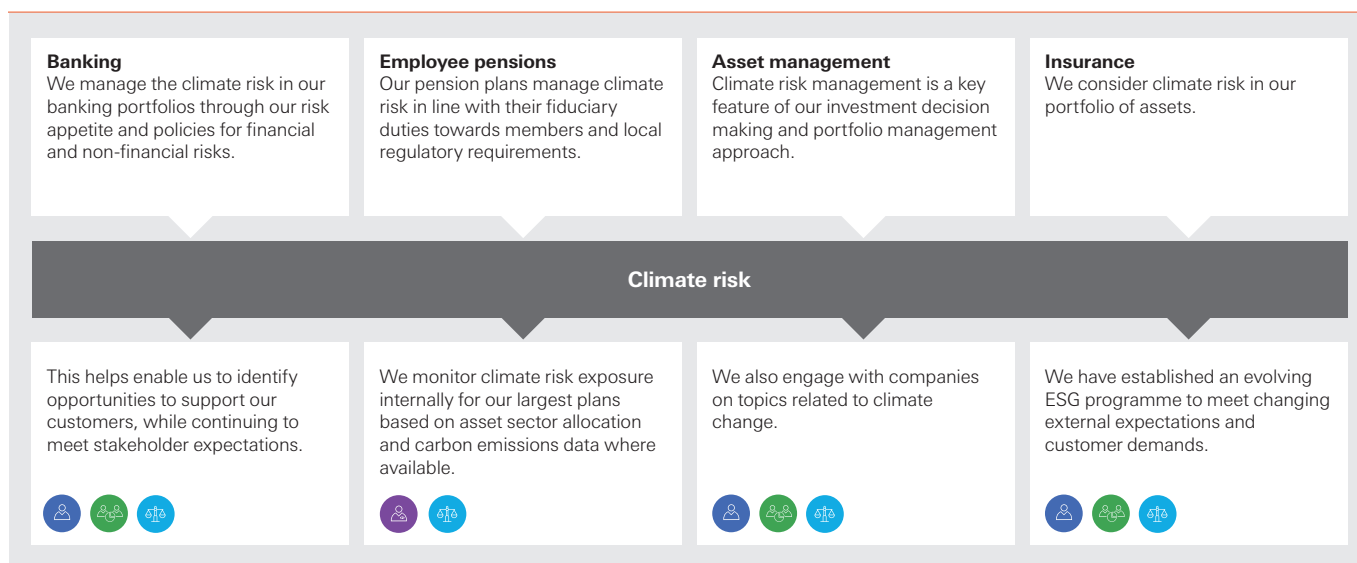 Banking
We manage the climate risk in our
banking portfolios through our risk
appetite and policies for financial
and non-financial risks.
Employee pensions
Our pension plans manage climate
risk in line with their fiduciary
duties towards members and local
regulatory requirements.
Asset management
Climate risk management is a key
feature of our investment decision
making and portfolio management
approach.
Insurance
We consider climate risk in our
portfolio of assets.
Climate risk
This helps enable us to identify
opportunities to support our
customers, while continuing to
meet stakeholder expectations.
We monitor climate risk exposure
internally for our largest plans
based on asset sector allocation
and carbon emissions data where
available.
We also engage with companies
on topics related to climate
change.
We have established an evolving
ESG programme to meet changing
external expectations and
customer demands.